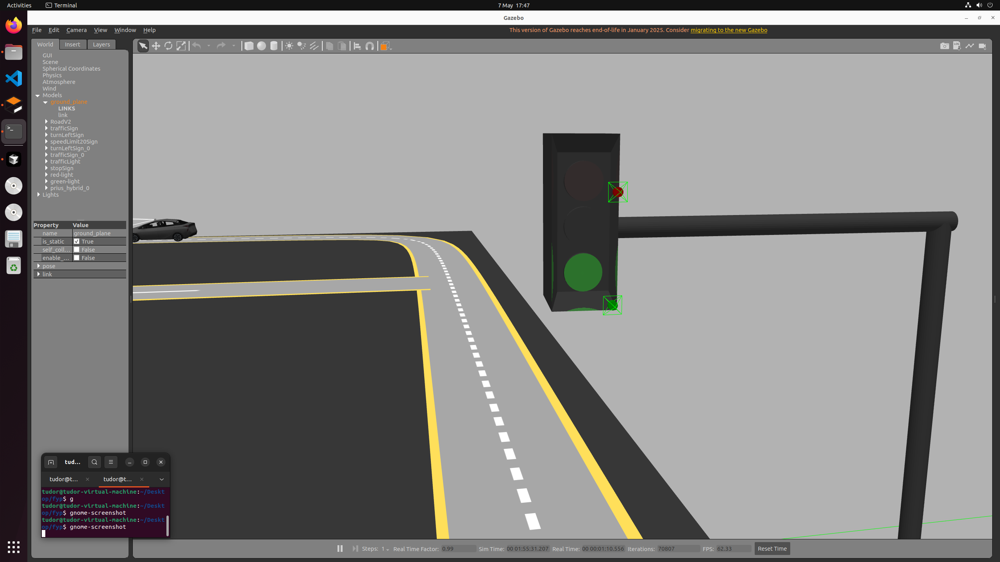 Activities
Terminal
7 May 17:47
Gazebo
File Edit Camera View Window Help
This version of Gazebo reaches end-of-life in January 2025. Consider migrating to the new Gazebo
World Insert Layers
LOG
GUI
Scene
Spherical Coordinates
Physics
Atmosphere
Wind
Models
ground_plane
LINKS
link
RoadV2
trafficSign
turnLeftSign
speedLimit20Sign
turnLeftSign_0
trafficSign_0
trafficLight
stopSign
red-light
green-light
prius_hybrid_0
Lights
Property Value
name ground_plane
is_static True
self_coll... False
enable_... False
pose
link
tud...
tudor@t... tudor@t...
tudor@tudor-virtual-machine:~/Deskt
op/fyp$ g
tudor@tudor-virtual-machine:~/Deskt
op/fyp$ gnome-screenshot
tudor@tudor-virtual-machine:~/Deskt
op/fyp$ gnome-screenshot
Steps: 1 Real Time Factor: 0.99 Sim Time: 00 01:55:31.207 Real Time: 00 00:01:10.556 Iterations: 70807 FPS: 62.33 Reset Time